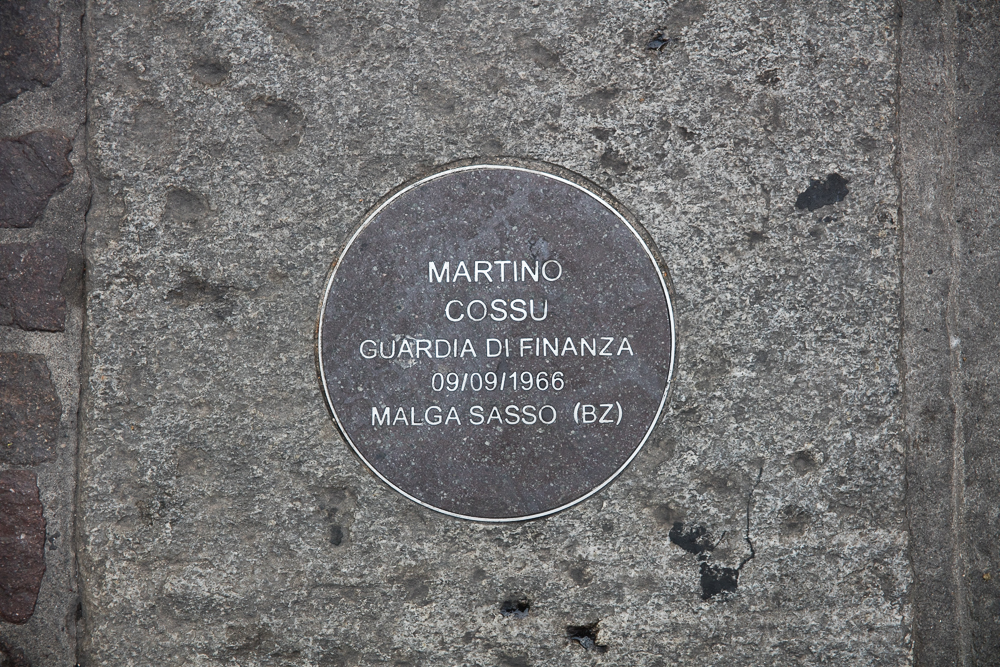 MARTINO
COSSU
GUARDIA DI FINANZA
09/09/1966
MALGA SASSO (BZ)